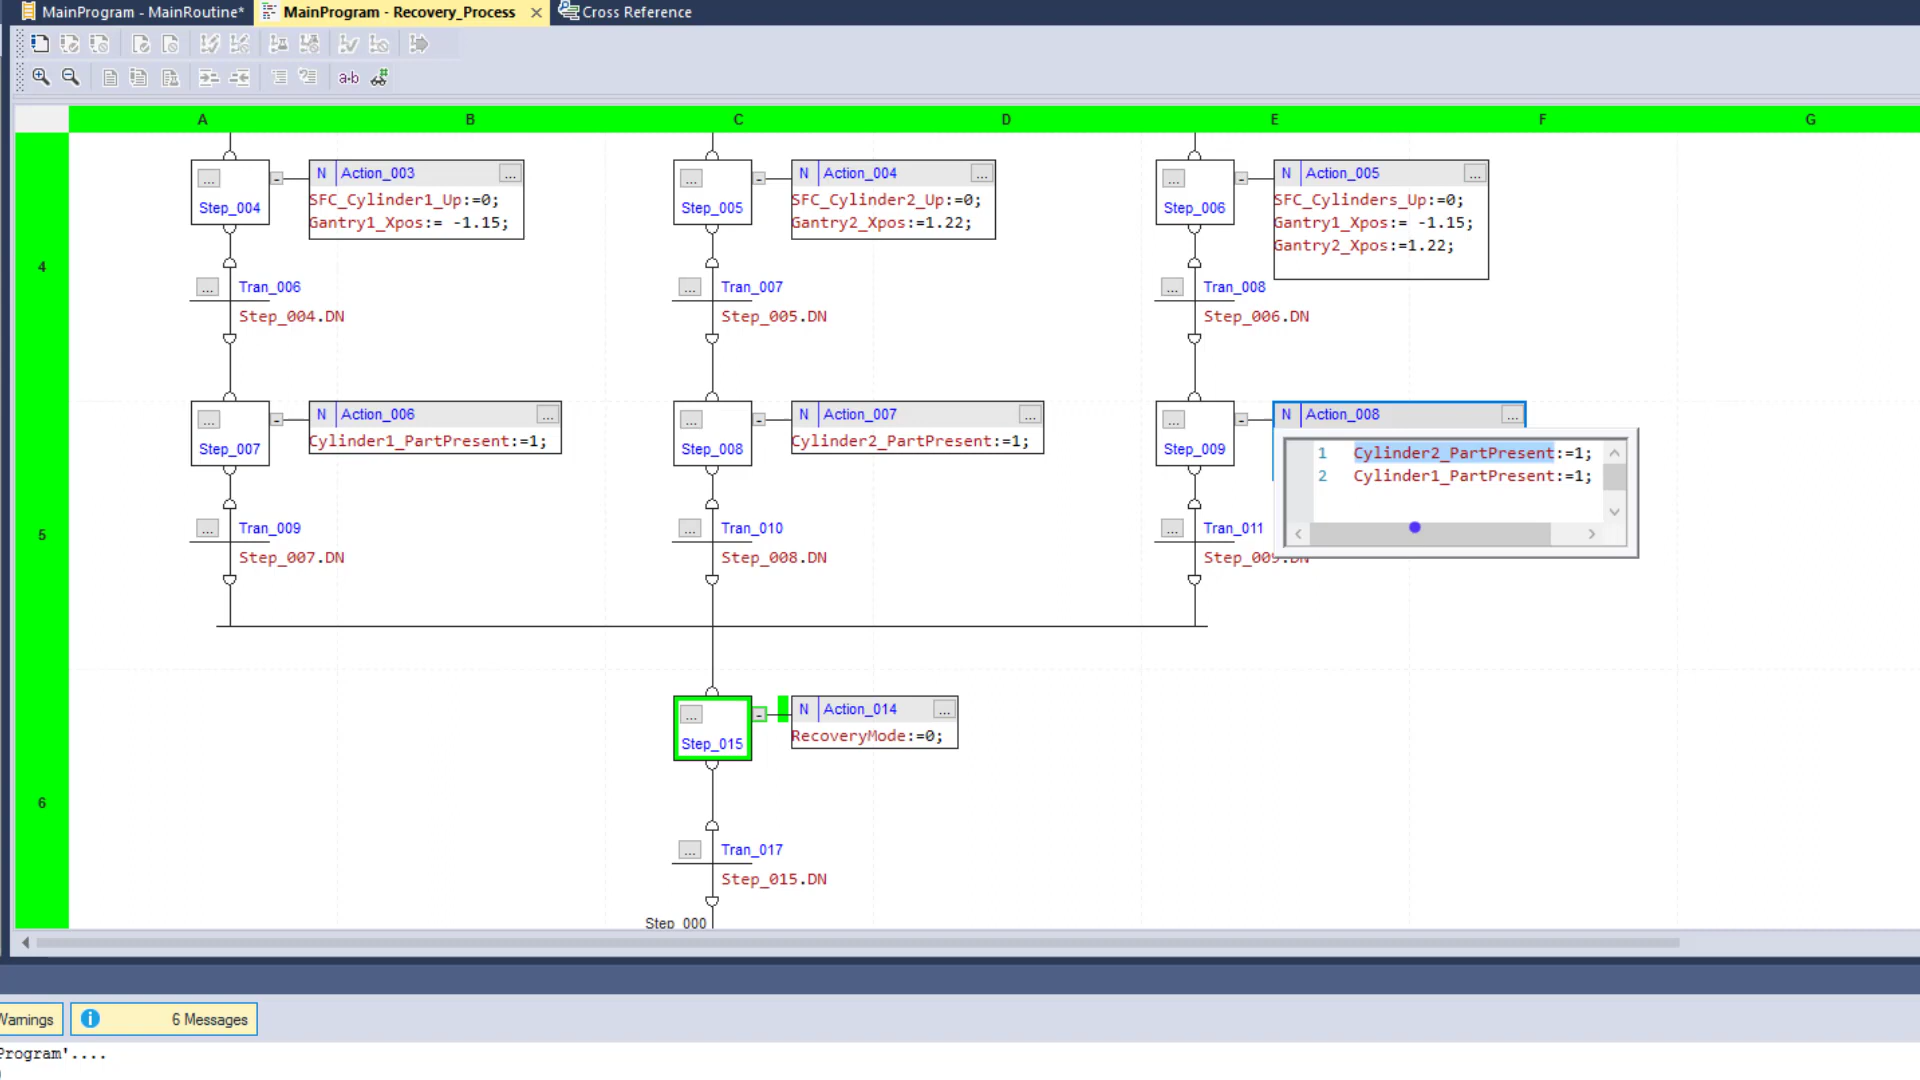 MainProgram - MainRoutine*
MainProgram - Recovery_Process
Cross Reference
a-b
A B C D E F G
4
N Action_003 ...
SFC_Cylinder1_Up:=0;
Gantry1_Xpos:= -1.15;
...
Step_004
N Action_004 ...
SFC_Cylinder2_Up:=0;
Gantry2_Xpos:=1.22;
...
Step_005
N Action_005 ...
SFC_Cylinders_Up:=0;
Gantry1_Xpos:= -1.15;
Gantry2_Xpos:=1.22;
...
Step_006
... Tran_006
Step_004.DN
... Tran_007
Step_005.DN
... Tran_008
Step_006.DN
5
N Action_006 ...
Cylinder1_PartPresent:=1;
...
Step_007
N Action_007 ...
Cylinder2_PartPresent:=1;
...
Step_008
N Action_008 ...
1 Cylinder2_PartPresent:=1;
2 Cylinder1_PartPresent:=1;
...
Step_009
... Tran_009
Step_007.DN
... Tran_010
Step_008.DN
... Tran_011
Step_009.DN
6
N Action_014 ...
RecoveryMode:=0;
...
Step_015
... Tran_017
Step_015.DN
Step_000
Warnings
6 Messages
Program'....